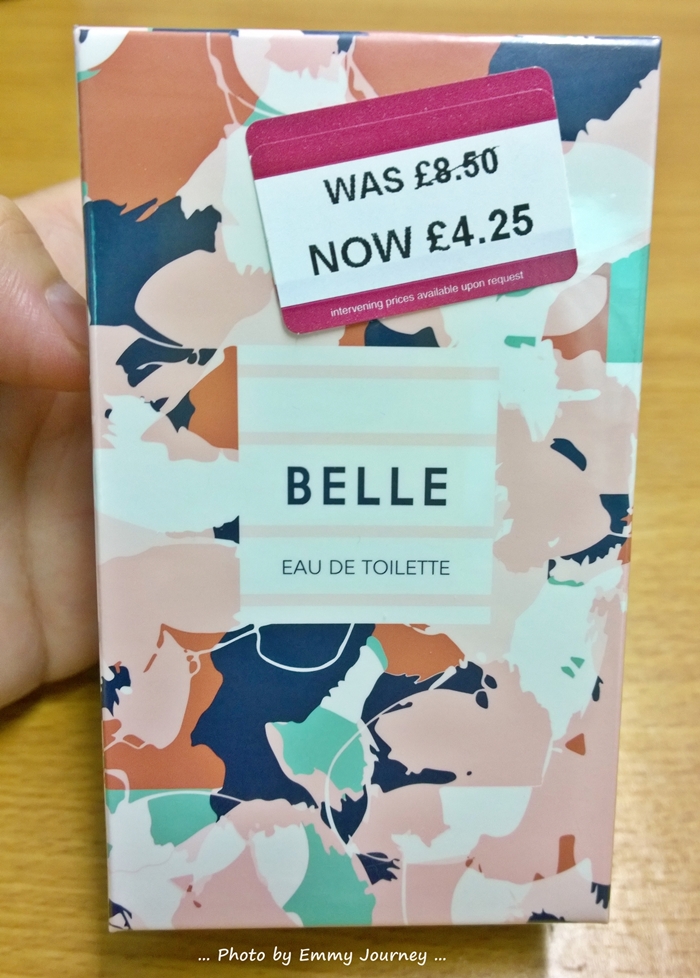 WAS £8.50
NOW £4.25
intervening prices available upon request
BELLE
EAU DE TOILETTE
... Photo by Emmy Journey ...